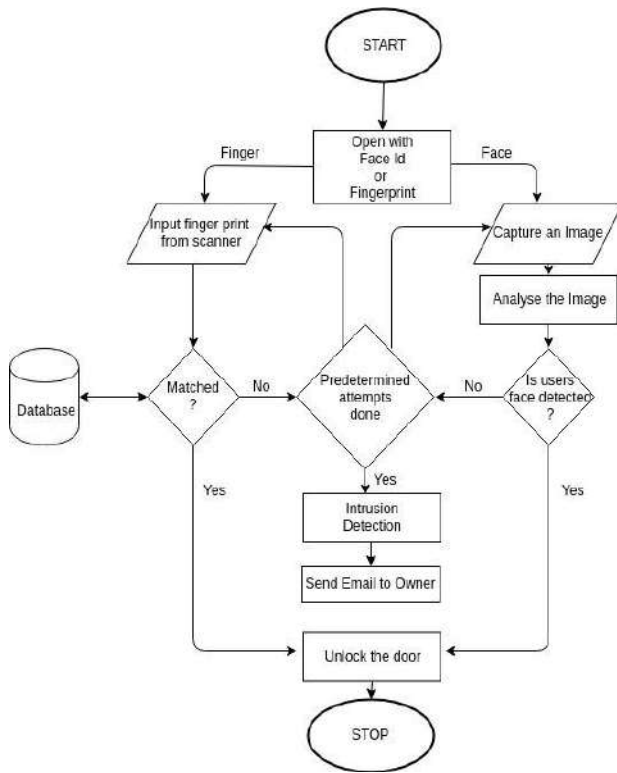 START
Open with
Face Id
or
Fingerprint
Finger
Face
Input finger print
from scanner
Capture an Image
Analyse the Image
Database
Matched
?
No
Predetermined
attempts
done
No
Is users
face detected
?
Yes
Yes
Yes
Intrusion
Detection
Send Email to Owner
Unlock the door
STOP